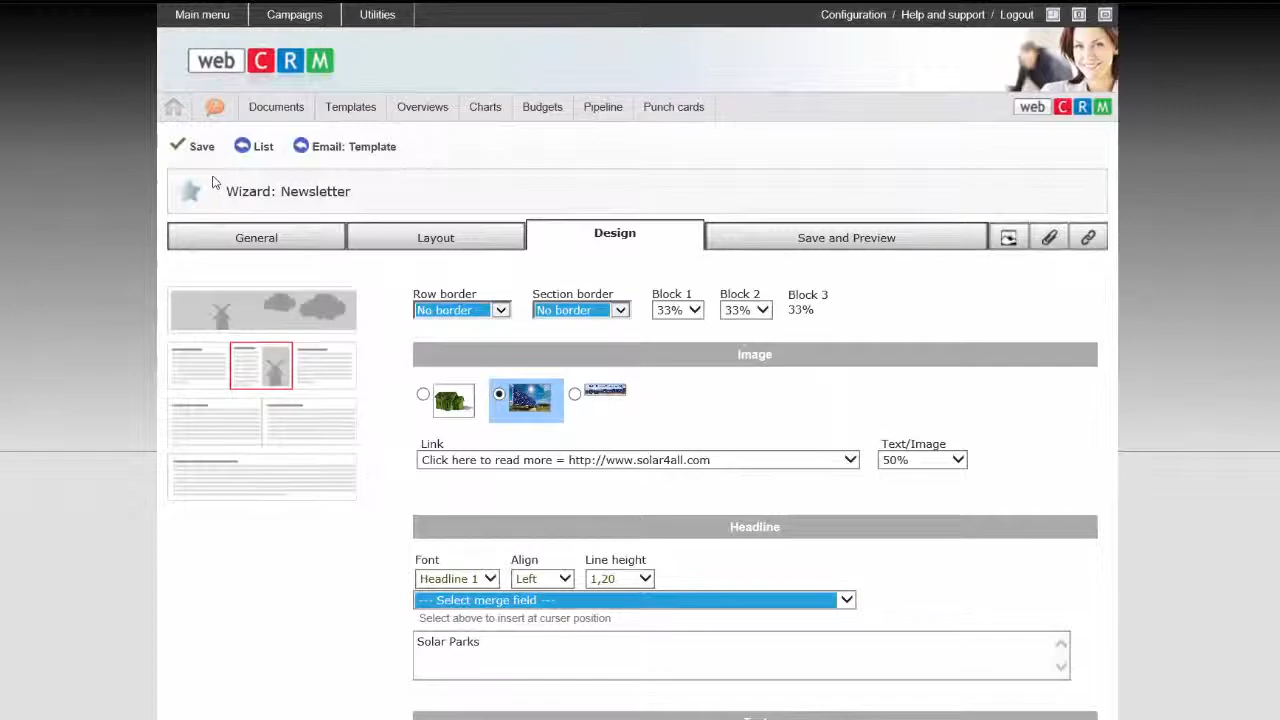 Main menu Campaigns Utilities Configuration / Help and support / Logout
web C R M
Documents Templates Overviews Charts Budgets Pipeline Punch cards web C R M
Save List Email: Template
Wizard: Newsletter
General Layout Design Save and Preview
Row border Section border Block 1 Block 2 Block 3
No border No border 33% 33% 33%
Image
Link Text/Image
Click here to read more = http://www.solar4all.com 50%
Headline
Font Align Line height
Headline 1 Left 1,20
--- Select merge field ---
Select above to insert at curser position
Solar Parks